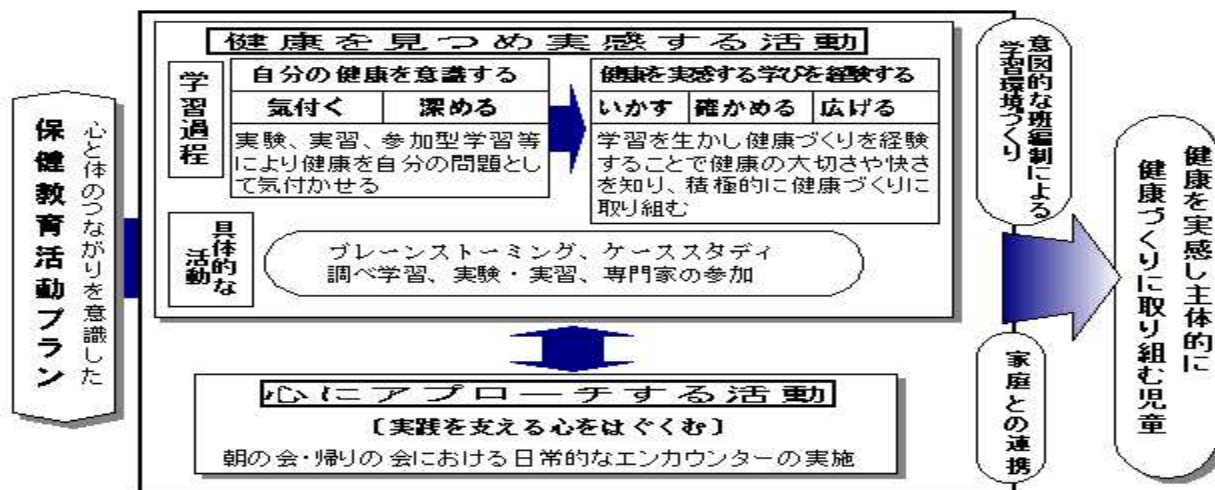 心と体のつながりを意識した
保健教育活動プラン
健康を見つめ実感する活動
学習過程
自分の健康を意識する
気付く
深める
実験、実習、参加型学習等
により健康を自分の問題とし
て気付かせる
健康を実感する学びを経験する
いかす
確かめる
広げる
学習を生かし健康づくりを経験
することで健康の大切さや快さ
を知り、積極的に健康づくりに
取り組む
具体的な
活動
ブレーンストーミング、ケーススタディ
調べ学習、実験・実習、専門家の参加
心にアプローチする活動
〔実践を支える心をはぐくむ〕
朝の会・帰りの会における日常的なエンカウンターの実施
意図的な班編制による
学習環境づくり
家庭との連携
健康を実感し主体的に
健康づくりに取り組む児童